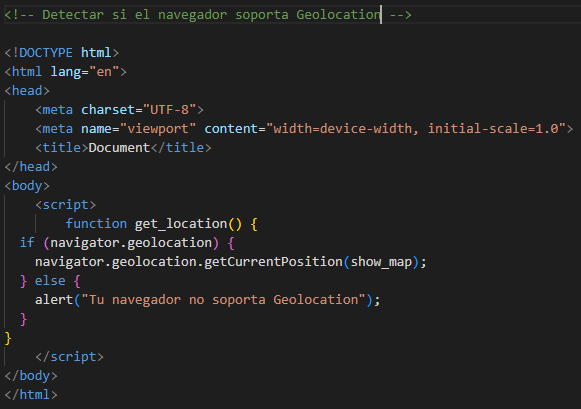 <!-- Detectar si el navegador soporta Geolocation -->
<!DOCTYPE html>
<html lang="en">
<head>
    <meta charset="UTF-8">
    <meta name="viewport" content="width=device-width, initial-scale=1.0">
    <title>Document</title>
</head>
<body>
    <script>
        function get_location() {
  if (navigator.geolocation) {
    navigator.geolocation.getCurrentPosition(show_map);
  } else {
    alert("Tu navegador no soporta Geolocation");
  }
}
    </script>
</body>
</html>